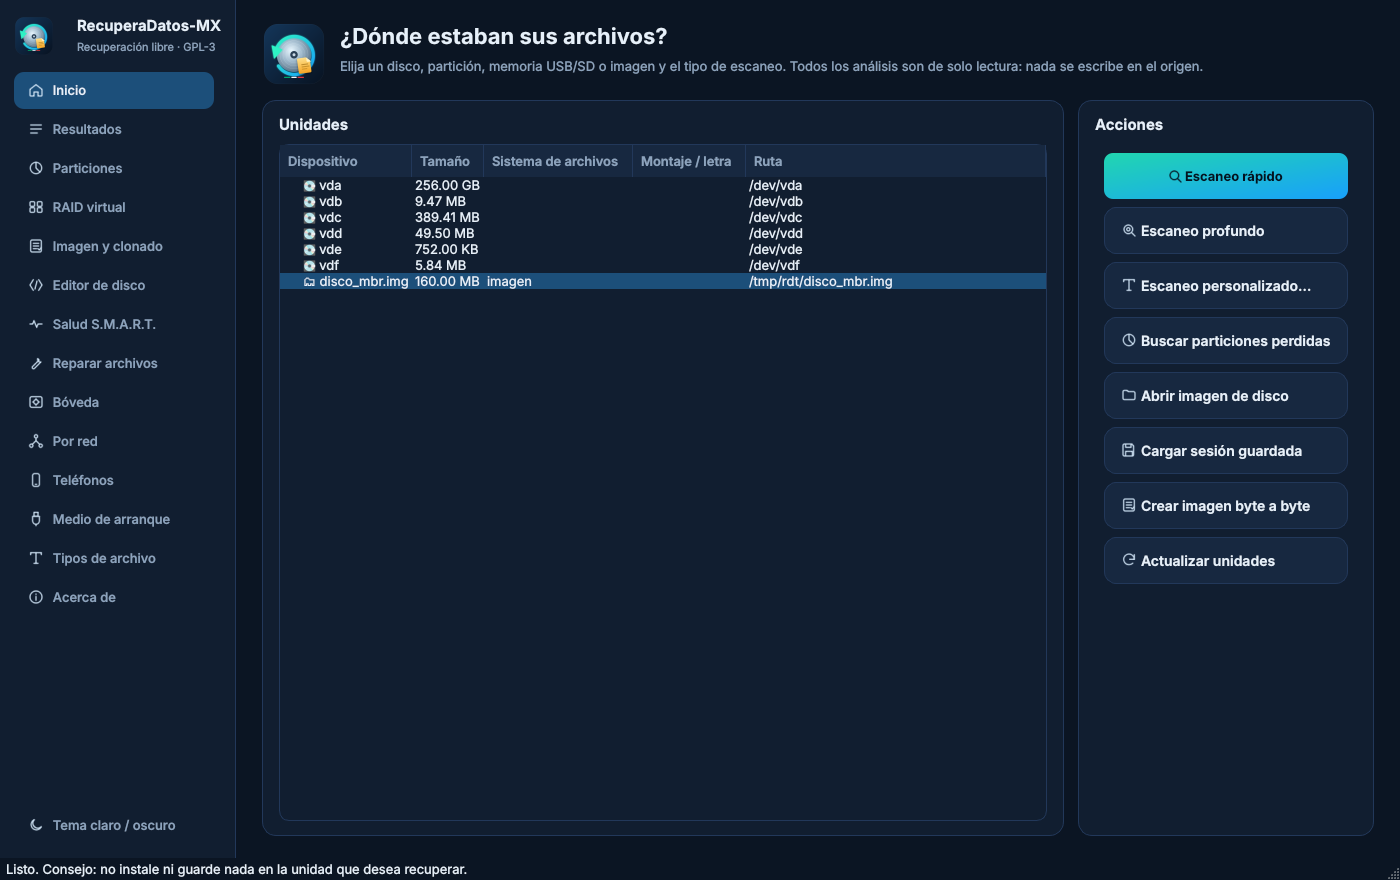 RecuperaDatos-MX
Recuperación libre · GPL-3
Inicio
Resultados
Particiones
RAID virtual
Imagen y clonado
Editor de disco
Salud S.M.A.R.T.
Reparar archivos
Bóveda
Por red
Teléfonos
Medio de arranque
Tipos de archivo
Acerca de
Tema claro / oscuro
¿Dónde estaban sus archivos?
Elija un disco, partición, memoria USB/SD o imagen y el tipo de escaneo. Todos los análisis son de solo lectura: nada se escribe en el origen.
Unidades
Dispositivo Tamaño Sistema de archivos Montaje / letra Ruta
vda 256.00 GB /dev/vda
vdb 9.47 MB /dev/vdb
vdc 389.41 MB /dev/vdc
vdd 49.50 MB /dev/vdd
vde 752.00 KB /dev/vde
vdf 5.84 MB /dev/vdf
disco_mbr.img 160.00 MB imagen /tmp/rdt/disco_mbr.img
Acciones
Escaneo rápido
Escaneo profundo
Escaneo personalizado...
Buscar particiones perdidas
Abrir imagen de disco
Cargar sesión guardada
Crear imagen byte a byte
Actualizar unidades
Listo. Consejo: no instale ni guarde nada en la unidad que desea recuperar.